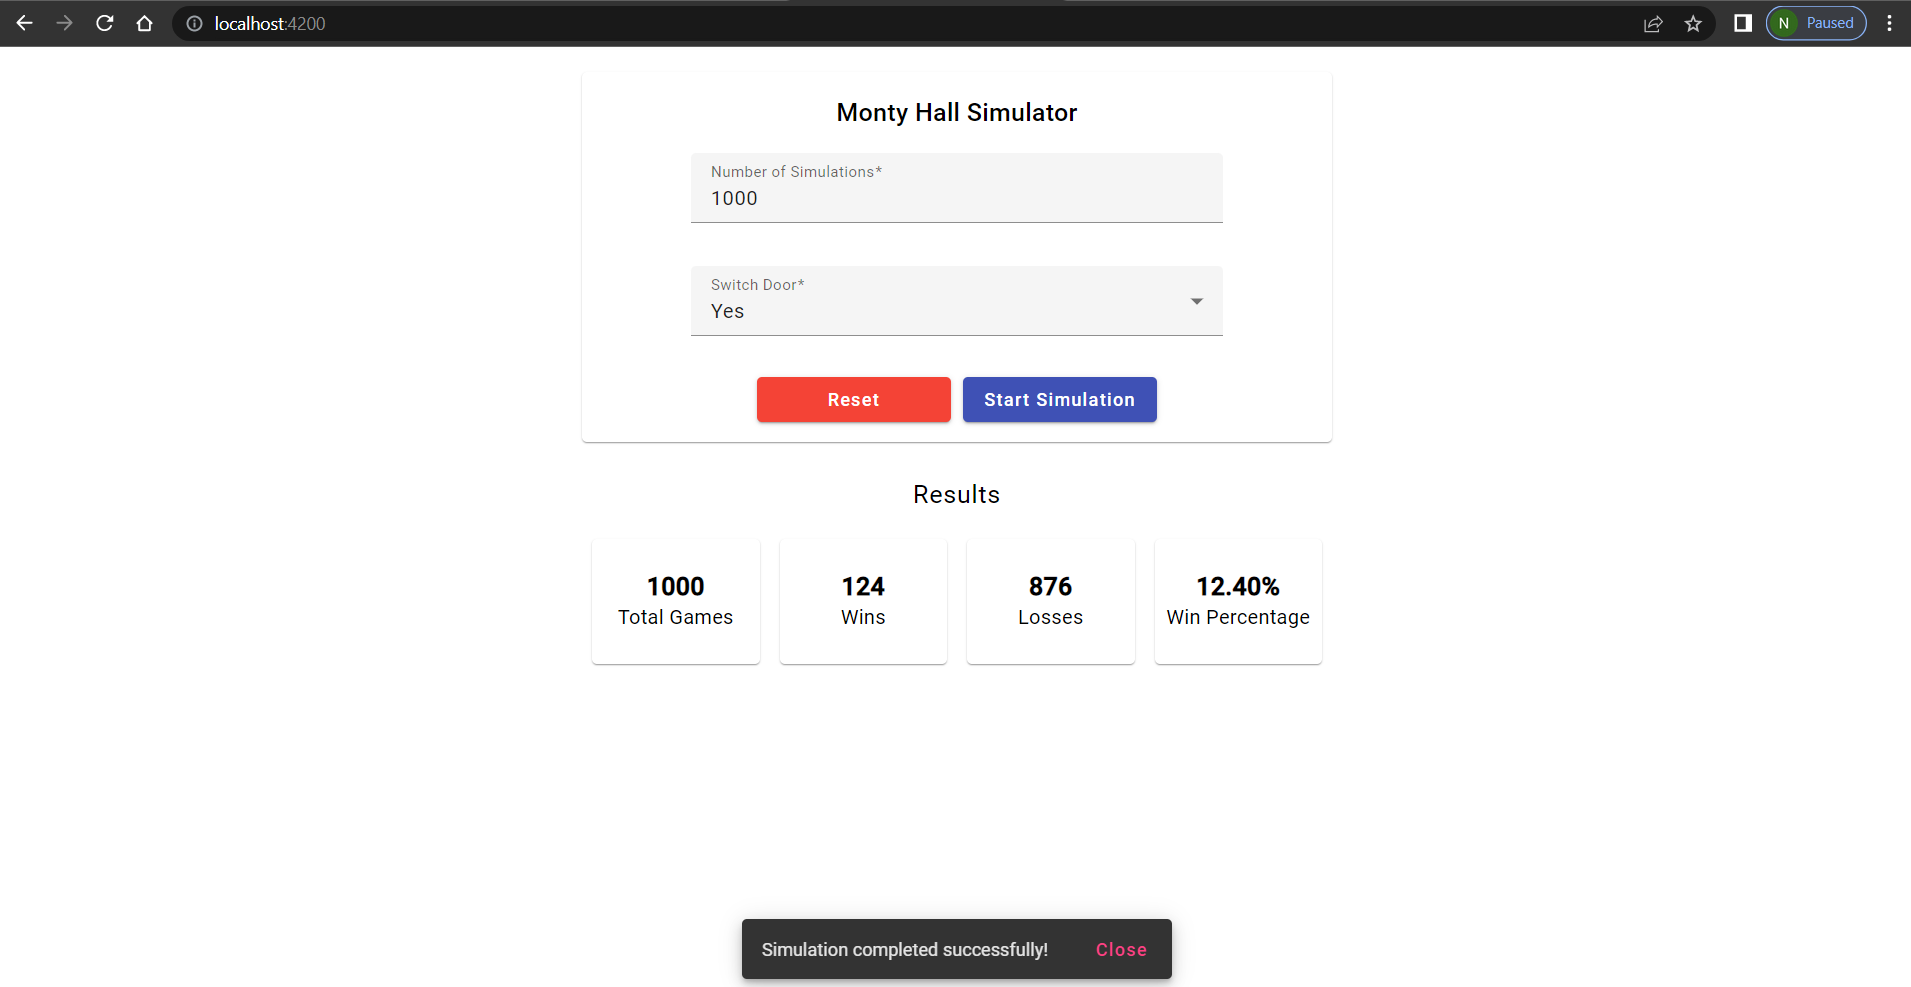 localhost:4200
N Paused
Monty Hall Simulator
Number of Simulations*
1000
Switch Door*
Yes
Reset Start Simulation
Results
1000 124 876 12.40%
Total Games Wins Losses Win Percentage
Simulation completed successfully! Close